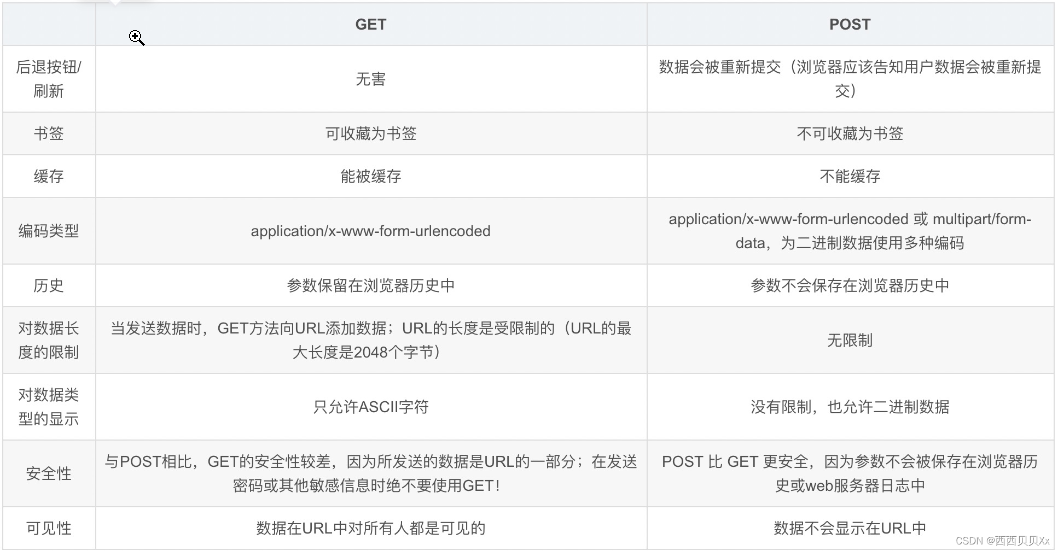 GET
POST
后退按钮/
刷新
无害
数据会被重新提交（浏览器应该告知用户数据会被重新提
交）
书签
可收藏为书签
不可收藏为书签
缓存
能被缓存
不能缓存
编码类型
application/x-www-form-urlencoded
application/x-www-form-urlencoded 或 multipart/form-
data，为二进制数据使用多种编码
历史
参数保留在浏览器历史中
参数不会保存在浏览器历史中
对数据长
度的限制
当发送数据时，GET方法向URL添加数据；URL的长度是受限制的（URL的最
大长度是2048个字节）
无限制
对数据类
型的显示
只允许ASCII字符
没有限制，也允许二进制数据
安全性
与POST相比，GET的安全性较差，因为所发送的数据是URL的一部分；在发送
密码或其他敏感信息时绝不要使用GET！
POST 比 GET 更安全，因为参数不会被保存在浏览器历
史或web服务器日志中
可见性
数据在URL中对所有人都是可见的
数据不会显示在URL中
CSDN @西西贝贝Xx